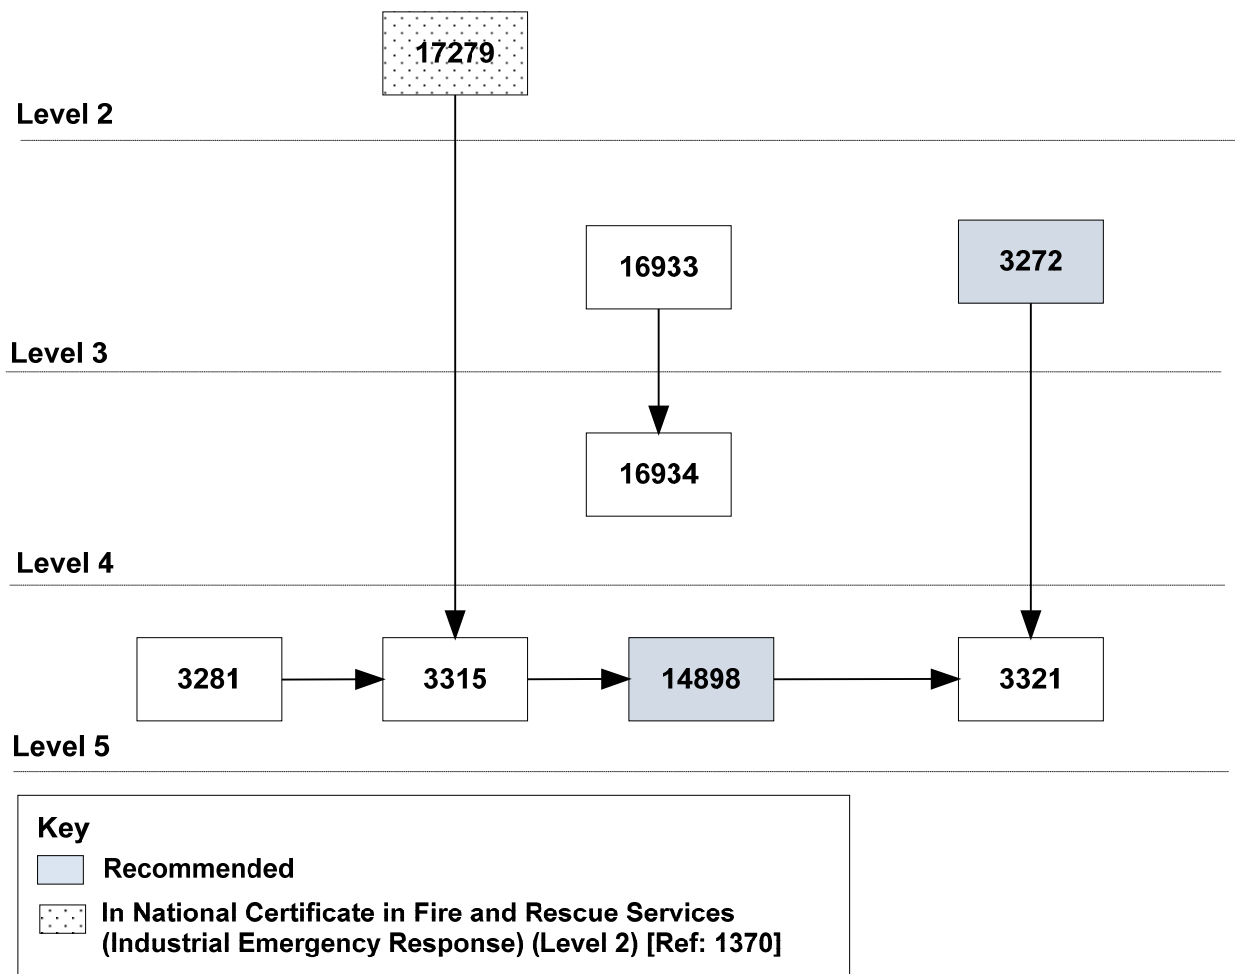 17279
Level 2
16933
3272
Level 3
16934
Level 4
3281
3315
14898
3321
Level 5
Key
Recommended
In National Certificate in Fire and Rescue Services
(Industrial Emergency Response) (Level 2) [Ref: 1370]